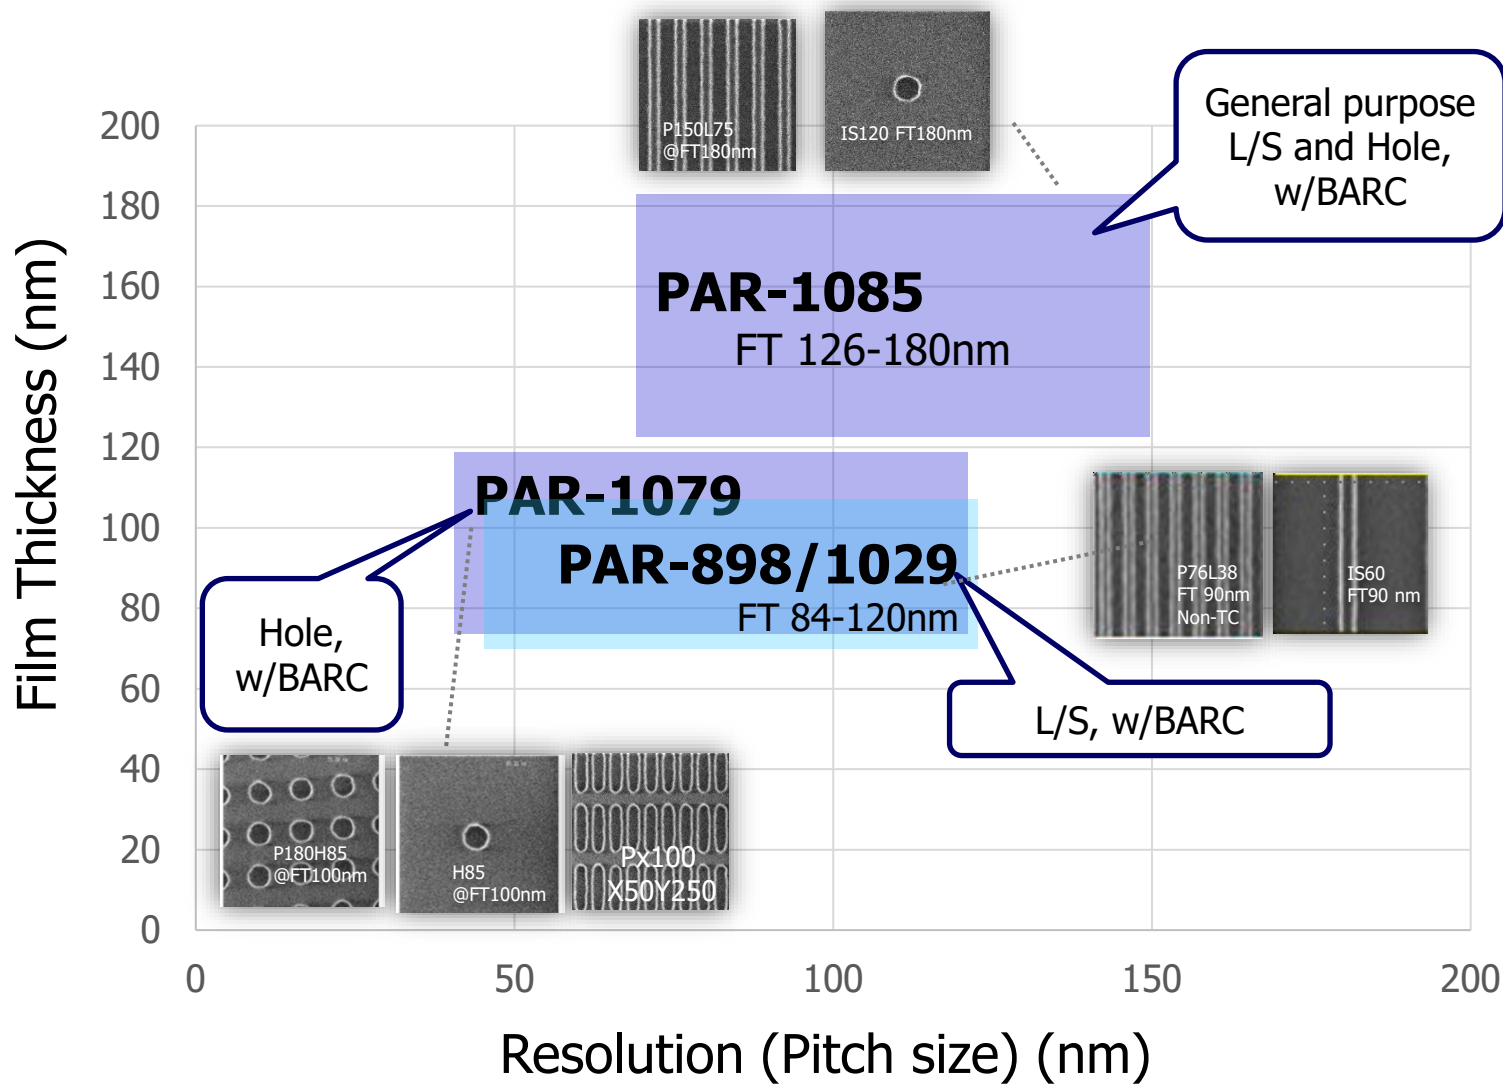 P150L75
@FT180nm
IS120 FT180nm
General purpose
L/S and Hole,
w/BARC
200
180
160
140
120
100
80
60
40
20
0
Film Thickness (nm)
PAR-1085
FT 126-180nm
PAR-1079
PAR-898/1029
FT 84-120nm
P76L38
FT 90nm
Non-TC
IS60
FT90 nm
Hole,
w/BARC
L/S, w/BARC
P180H85
@FT100nm
H85
@FT100nm
Px100
X50Y250
0
50
100
150
200
Resolution (Pitch size) (nm)